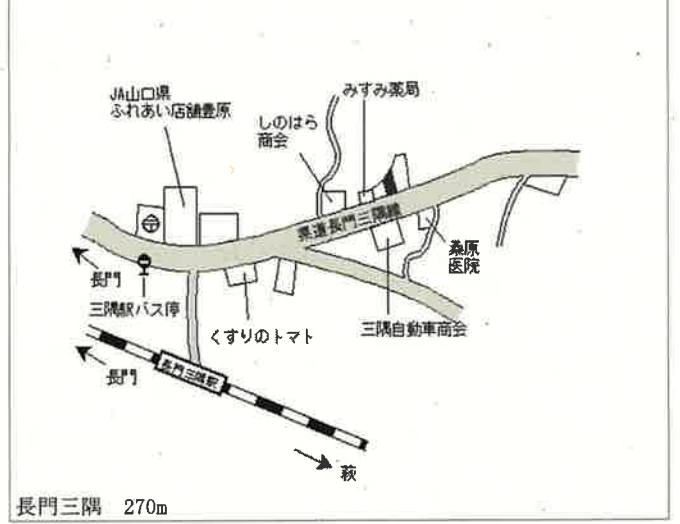 JA山口県
ふれあい店舗豊原
しのはら
商会
みすみ薬局
県道長門三隅線
桑原
医院
長門
三隅駅バス停
くすりのトマト
三隅自動車商会
長門
長門三隅駅
萩
長門三隅 270m